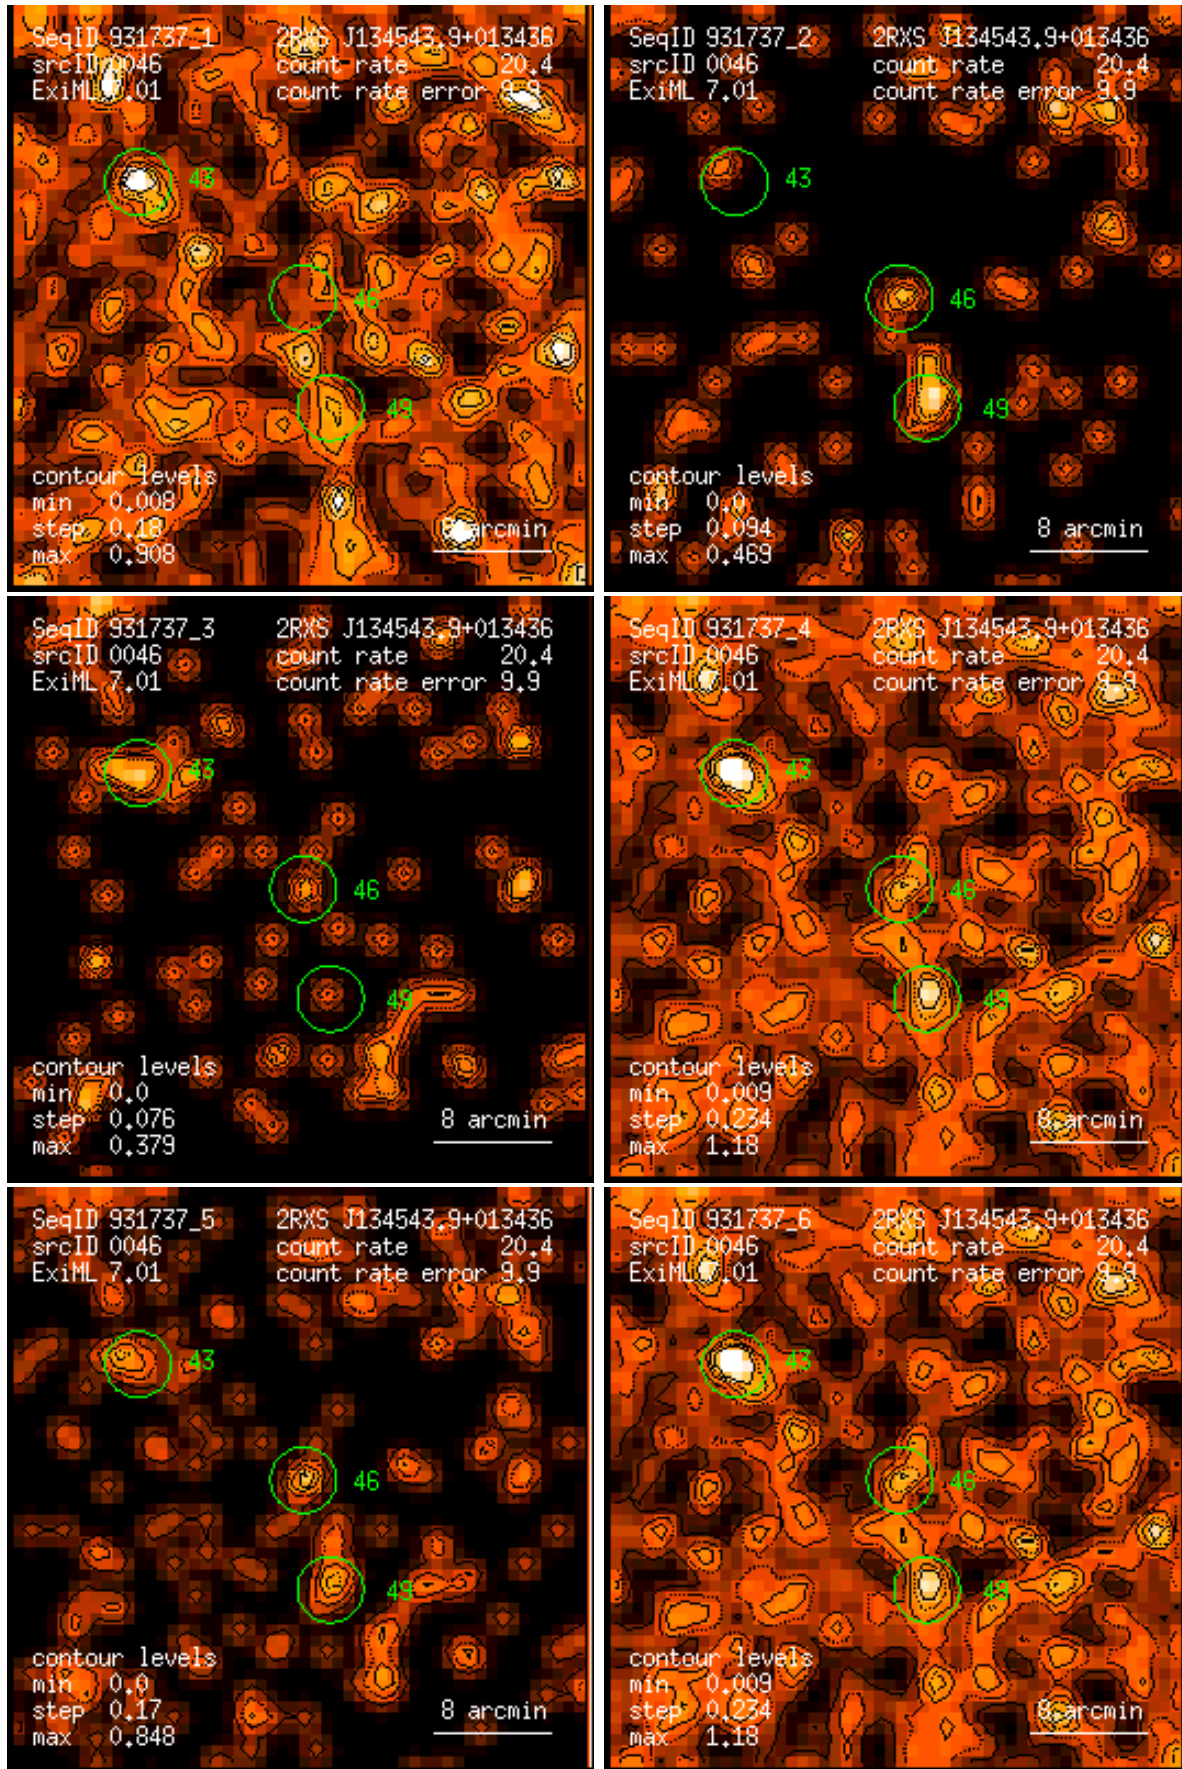 SeqID 931737_1 2RXS J134543.9+013436
srcID 0046 count rate 20.4
ExiML 7.01 count rate error 9.9
43
46
49
contour levels
min 0.008
step 0.18 8 arcmin
max 0.908
SeqID 931737_2 2RXS J134543.9+013436
srcID 0046 count rate 20.4
ExiML 7.01 count rate error 9.9
43
46
49
contour levels
min 0.0
step 0.094 8 arcmin
max 0.469
SeqID 931737_3 2RXS J134543.9+013436
srcID 0046 count rate 20.4
ExiML 7.01 count rate error 9.9
43
46
49
contour levels
min 0.0
step 0.076 8 arcmin
max 0.379
SeqID 931737_4 2RXS J134543.9+013436
srcID 0046 count rate 20.4
ExiML 7.01 count rate error 9.9
43
46
49
contour levels
min 0.009
step 0.234 8 arcmin
max 1.18
SeqID 931737_5 2RXS J134543.9+013436
srcID 0046 count rate 20.4
ExiML 7.01 count rate error 9.9
43
46
49
contour levels
min 0.0
step 0.17 8 arcmin
max 0.848
SeqID 931737_6 2RXS J134543.9+013436
srcID 0046 count rate 20.4
ExiML 7.01 count rate error 9.9
43
46
49
contour levels
min 0.009
step 0.234 8 arcmin
max 1.18